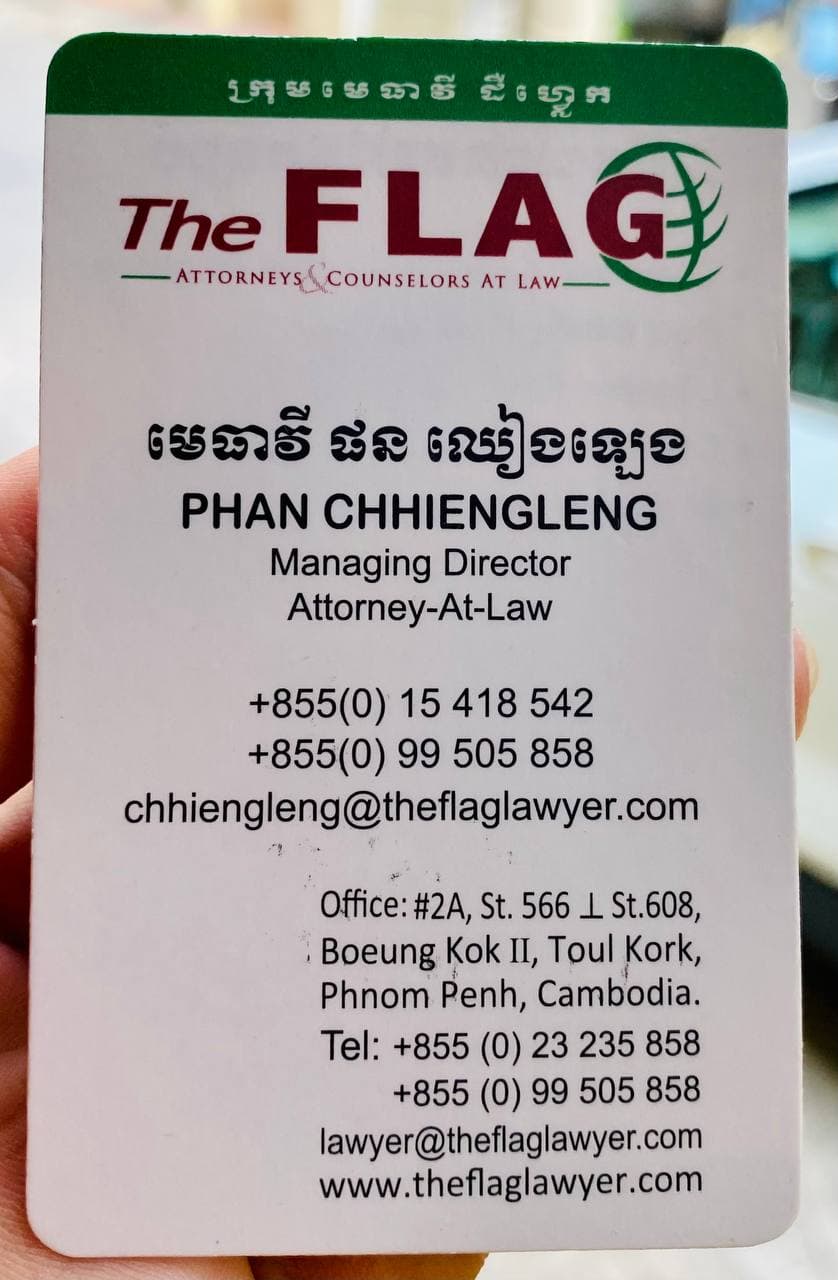 ក្រុមមេធាវី ដឹហ្លេក
The FLAG
ATTORNEYS & COUNSELORS AT LAW
មេធាវី ផន ឈៀងឡេង
PHAN CHHIENGLENG
Managing Director
Attorney-At-Law
+855(0) 15 418 542
+855(0) 99 505 858
chhiengleng@theflaglawyer.com
Office: #2A, St. 566 ⊥ St.608,
Boeung Kok II, Toul Kork,
Phnom Penh, Cambodia.
Tel: +855 (0) 23 235 858
+855 (0) 99 505 858
lawyer@theflaglawyer.com
www.theflaglawyer.com